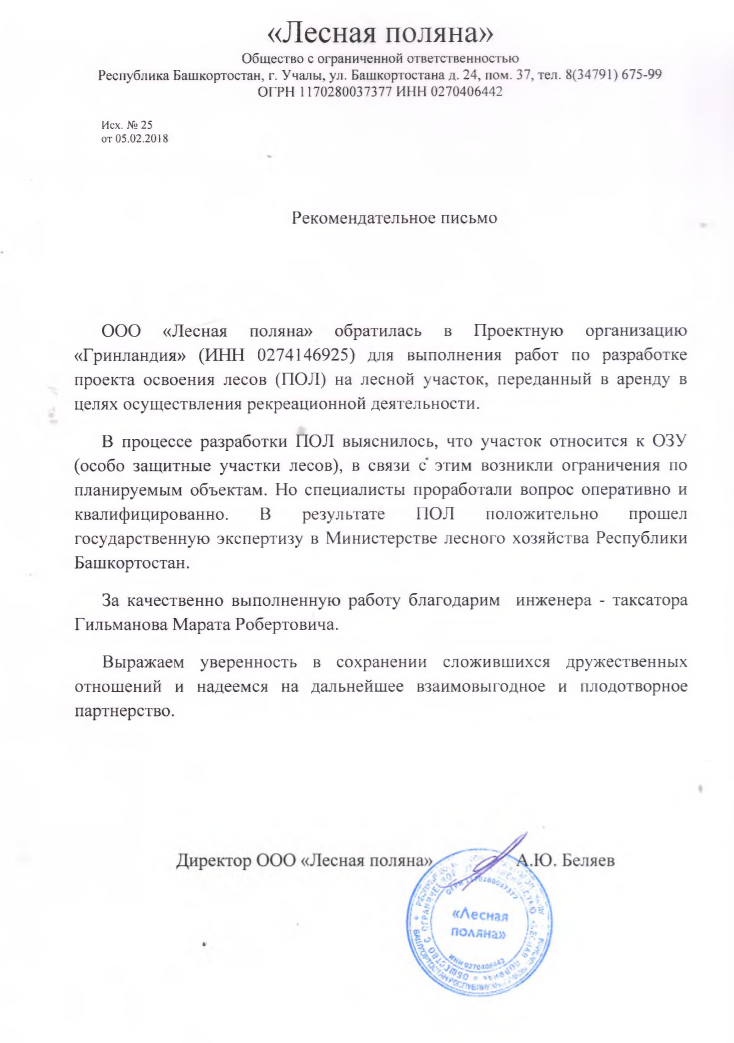 «Лесная поляна»
Общество с ограниченной ответственностью
Республика Башкортостан, г. Учалы, ул. Башкортостана д. 24, пом. 37, тел. 8(34791) 675-99
ОГРН 1170280037377 ИНН 0270406442
Исх. № 25
от 05.02.2018
Рекомендательное письмо
ООО «Лесная поляна» обратилась в Проектную организацию
«Гринландия» (ИНН 0274146925) для выполнения работ по разработке
проекта освоения лесов (ПОЛ) на лесной участок, переданный в аренду в
целях осуществления рекреационной деятельности.
В процессе разработки ПОЛ выяснилось, что участок относится к ОЗУ
(особо защитные участки лесов), в связи с этим возникли ограничения по
планируемым объектам. Но специалисты проработали вопрос оперативно и
квалифицированно. В результате ПОЛ положительно прошел
государственную экспертизу в Министерстве лесного хозяйства Республики
Башкортостан.
За качественно выполненную работу благодарим инженера - таксатора
Гильманова Марата Робертовича.
Выражаем уверенность в сохранении сложившихся дружественных
отношений и надеемся на дальнейшее взаимовыгодное и плодотворное
партнерство.
Директор ООО «Лесная поляна» А.Ю. Беляев
ОГРН 1170280037377
«Лесная
поляна»
ИНН 0270406442